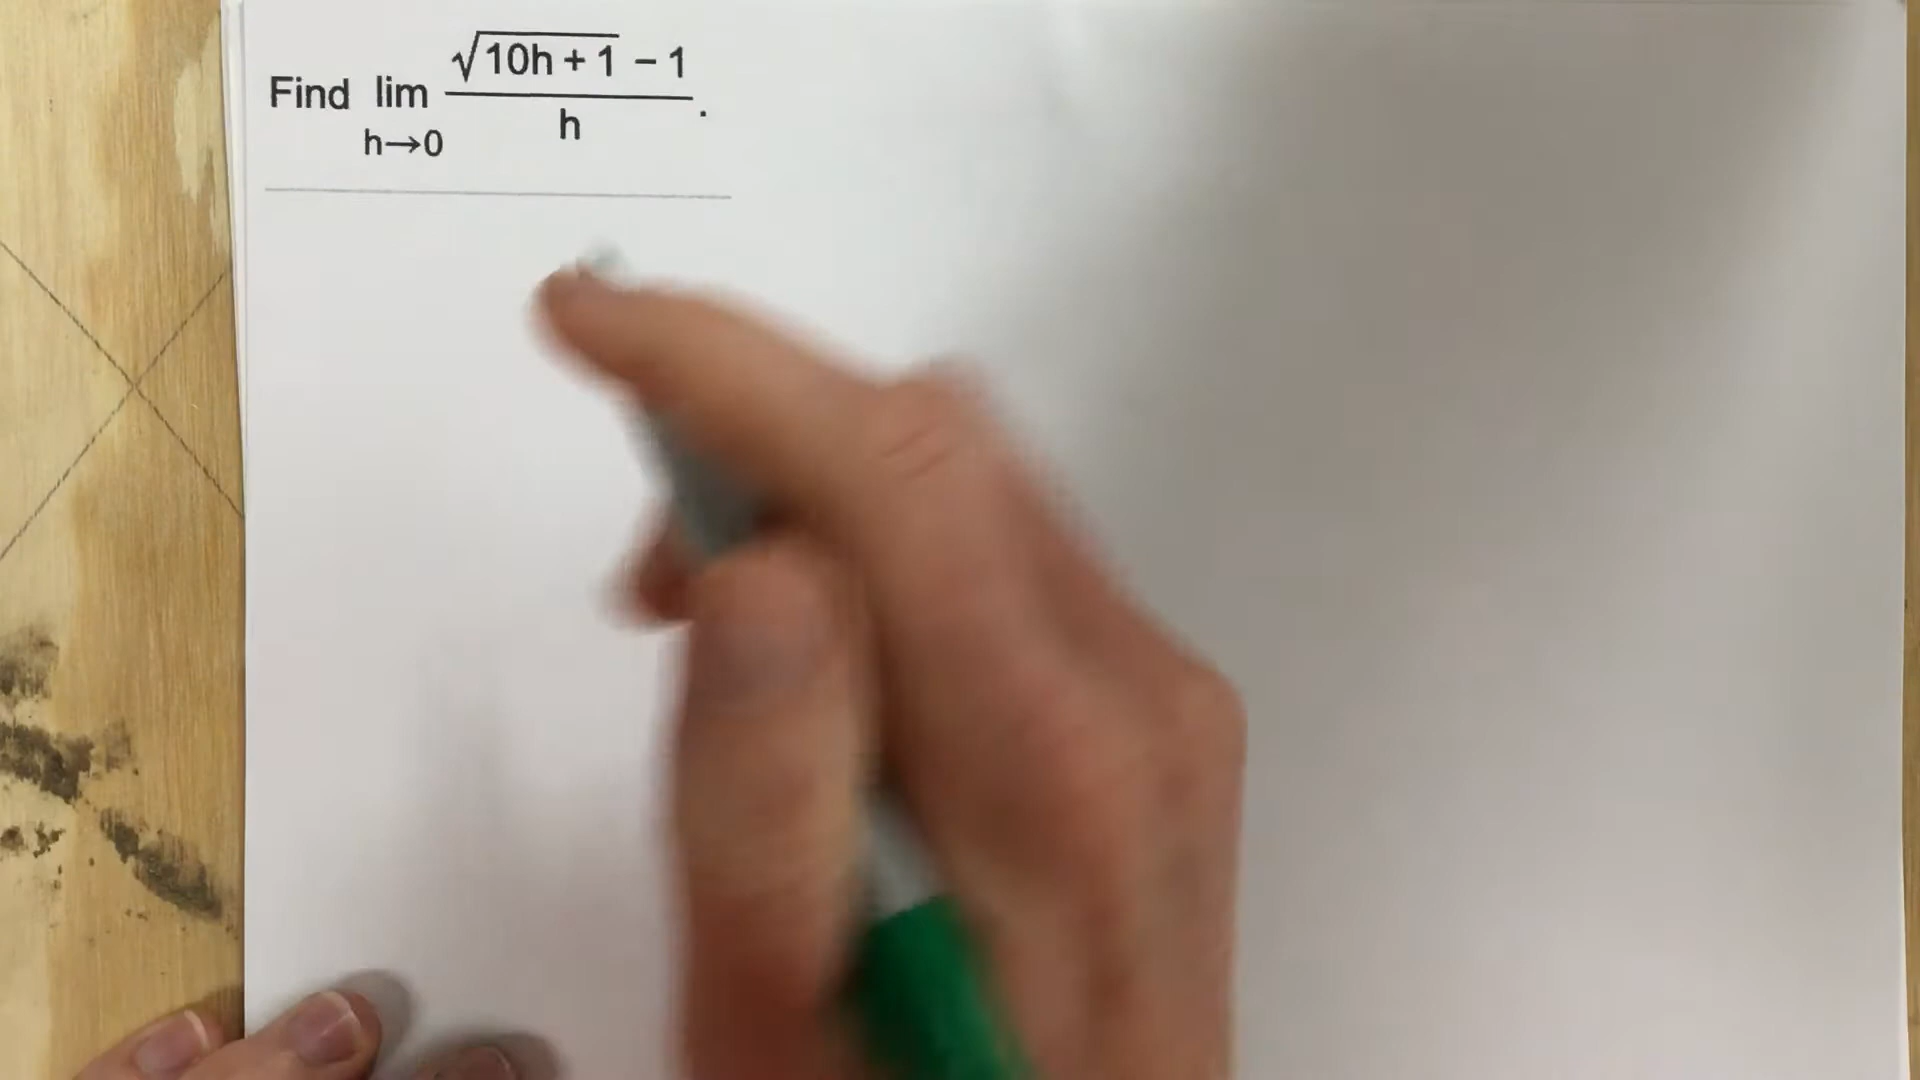 Find lim √(10h + 1) − 1 / h .
h→0